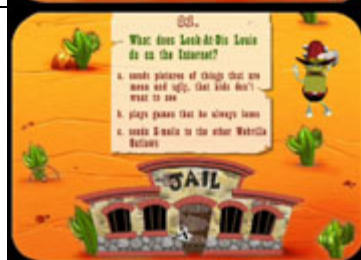 What does Look-At-Dis Louie
do on the Internet?
a. sends pictures of things that are
mean and ugly, that kids don't
want to see
b. plays games that he always loses
c. sends E-mails to the other Webville
Outlaws
JAIL